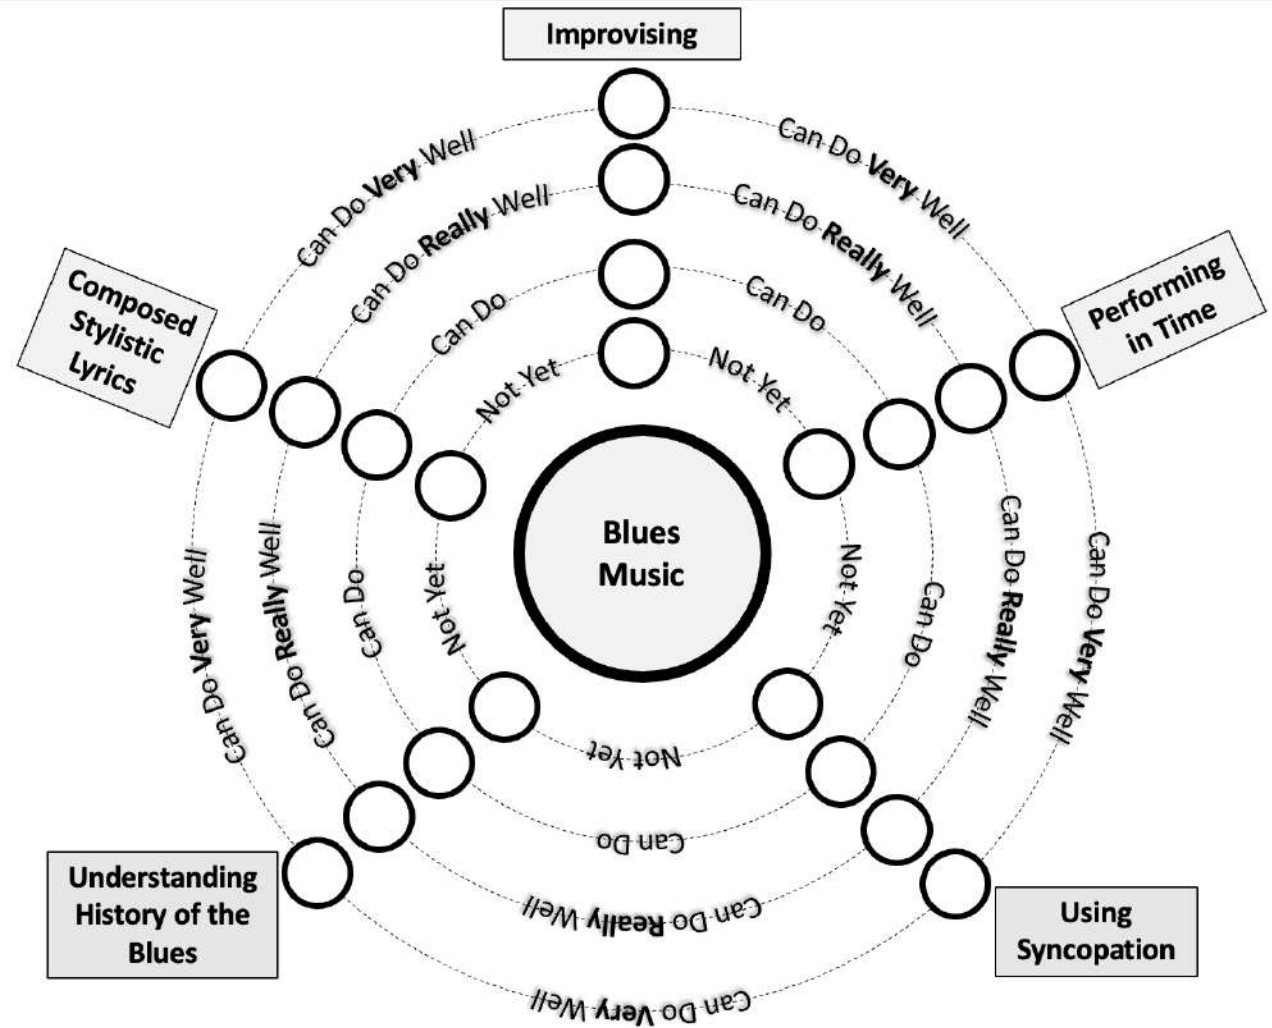 Improvising
Can Do Very Well
Can Do Very Well
Can Do Really Well
Can Do Really Well
Can Do
Can Do
Not Yet
Not Yet
Composed
Stylistic
Lyrics
Performing
in Time
Blues
Music
Can Do Very Well
Can Do Really Well
Can Do
Not Yet
Not Yet
Can Do
Can Do Really Well
Can Do Very Well
Not Yet
Can Do
Can Do Really Well
Can Do Very Well
Understanding
History of the
Blues
Using
Syncopation